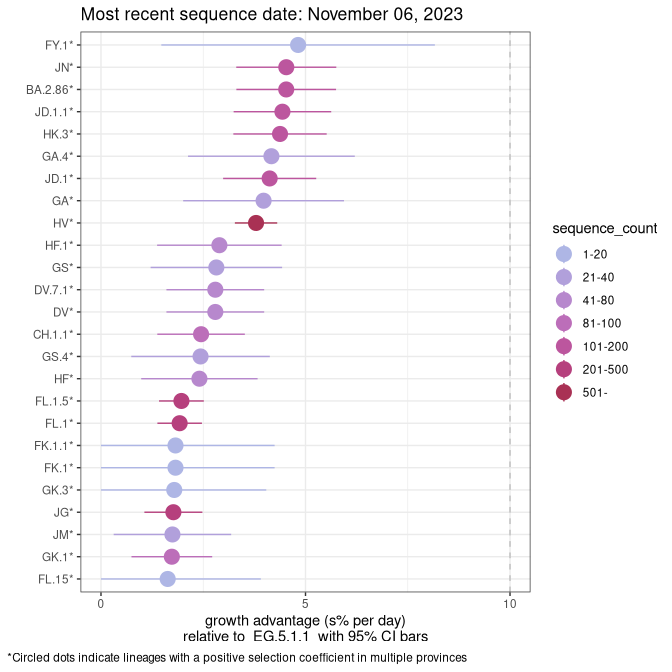 Most recent sequence date: November 06, 2023
FY.1*
JN*
BA.2.86*
JD.1.1*
HK.3*
GA.4*
JD.1*
GA*
HV*
HF.1*
GS*
DV.7.1*
DV*
CH.1.1*
GS.4*
HF*
FL.1.5*
FL.1*
FK.1.1*
FK.1*
GK.3*
JG*
JM*
GK.1*
FL.15*
0 5 10
growth advantage (s% per day)
relative to EG.5.1.1 with 95% CI bars
sequence_count
1-20
21-40
41-80
81-100
101-200
201-500
501-
*Circled dots indicate lineages with a positive selection coefficient in multiple provinces